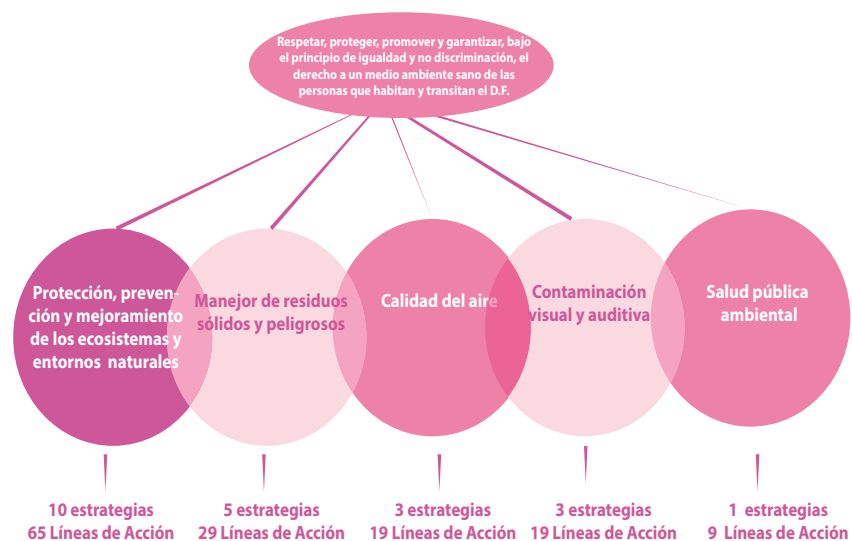 Respetar, proteger, promover y garantizar, bajo
el principio de igualdad y no discriminación, el
derecho a un medio ambiente sano de las
personas que habitan y transitan el D.F.
Protección, preven-
ción y mejoramiento
de los ecosistemas y
entornos naturales
Manejor de residuos
sólidos y peligrosos
Calidad del aire
Contaminación
visual y auditiva
Salud pública
ambiental
10 estrategias
65 Líneas de Acción
5 estrategias
29 Líneas de Acción
3 estrategias
19 Líneas de Acción
3 estrategias
19 Líneas de Acción
1 estrategias
9 Líneas de Acción